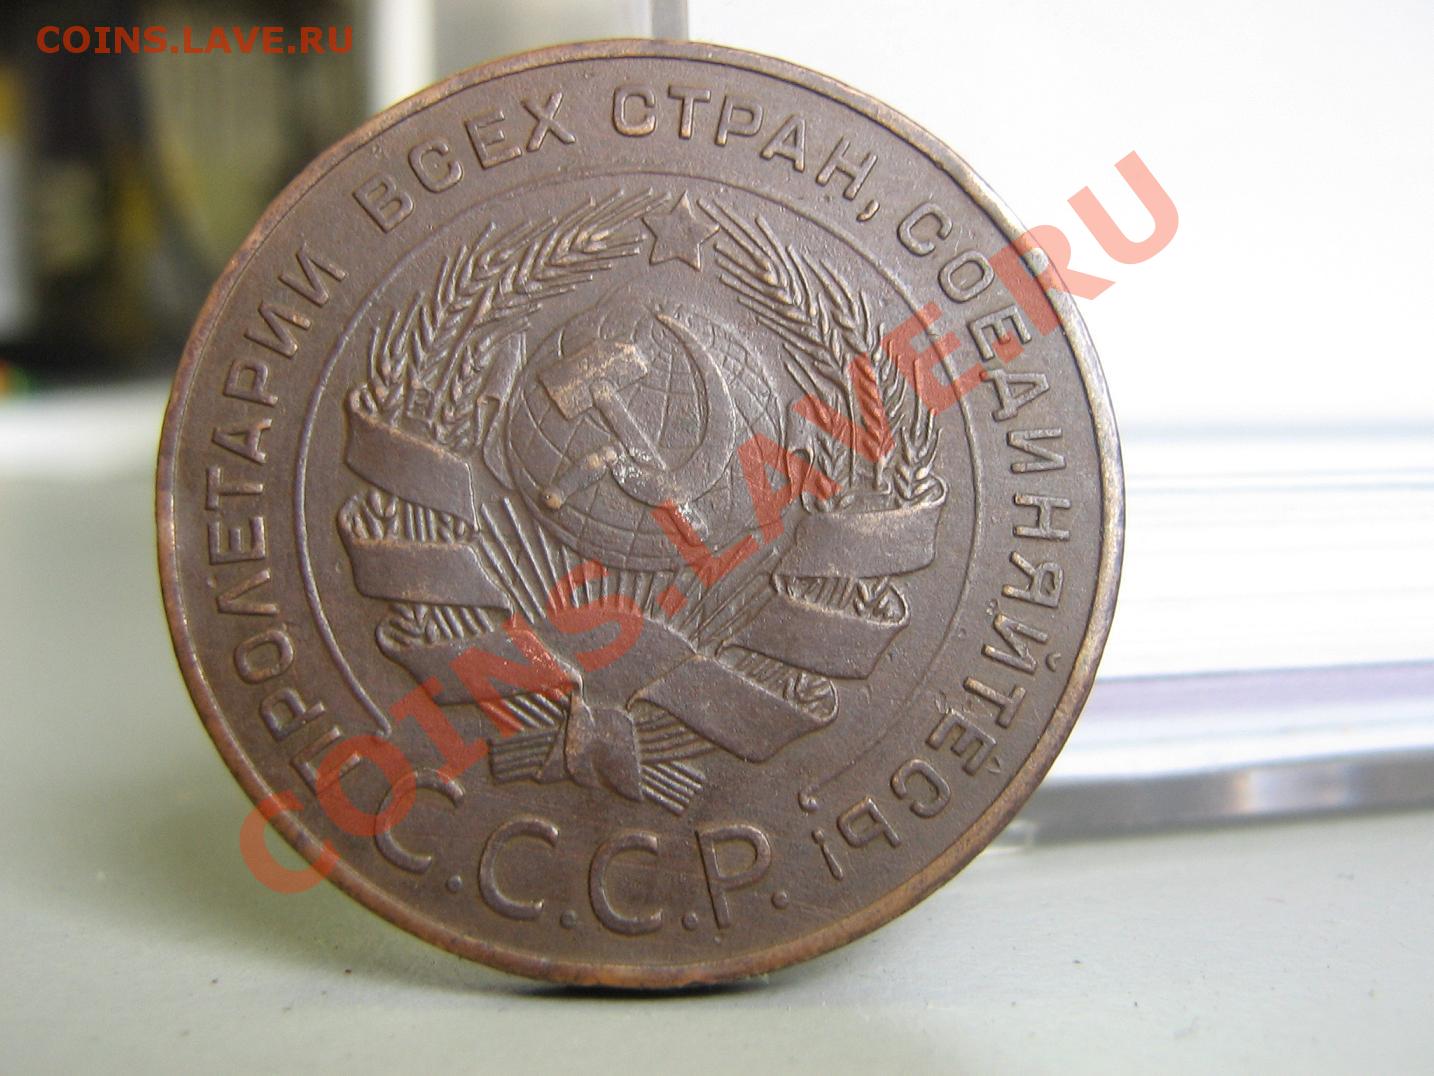 COINS.LAVE.RU
ПРОЛЕТАРИИ ВСЕХ СТРАН, СОЕДИНЯЙТЕСЬ!
С.С.С.Р.
COINS.LAVE.RU